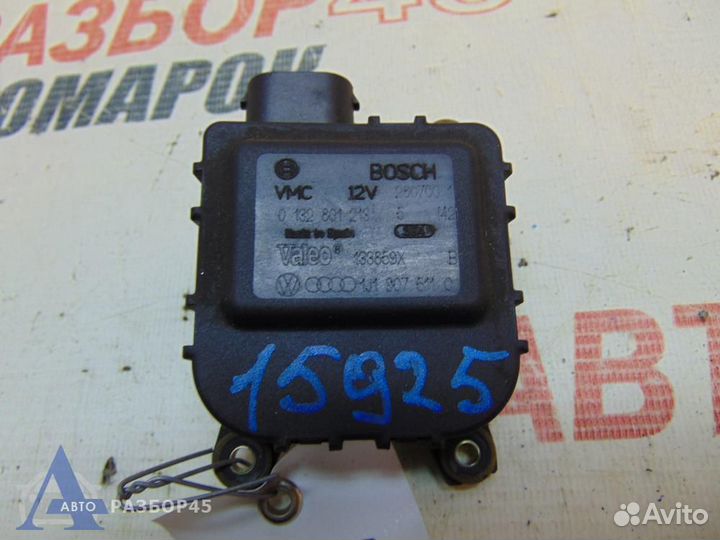 РАЗБОР45
ОМАРОК
BOSCH
VMC 12V
0 132 801
Made in Spain
Valeo® 133859X B
1J1 907 511 C
АВТ
15925
АВТО РАЗБОР45
Avito